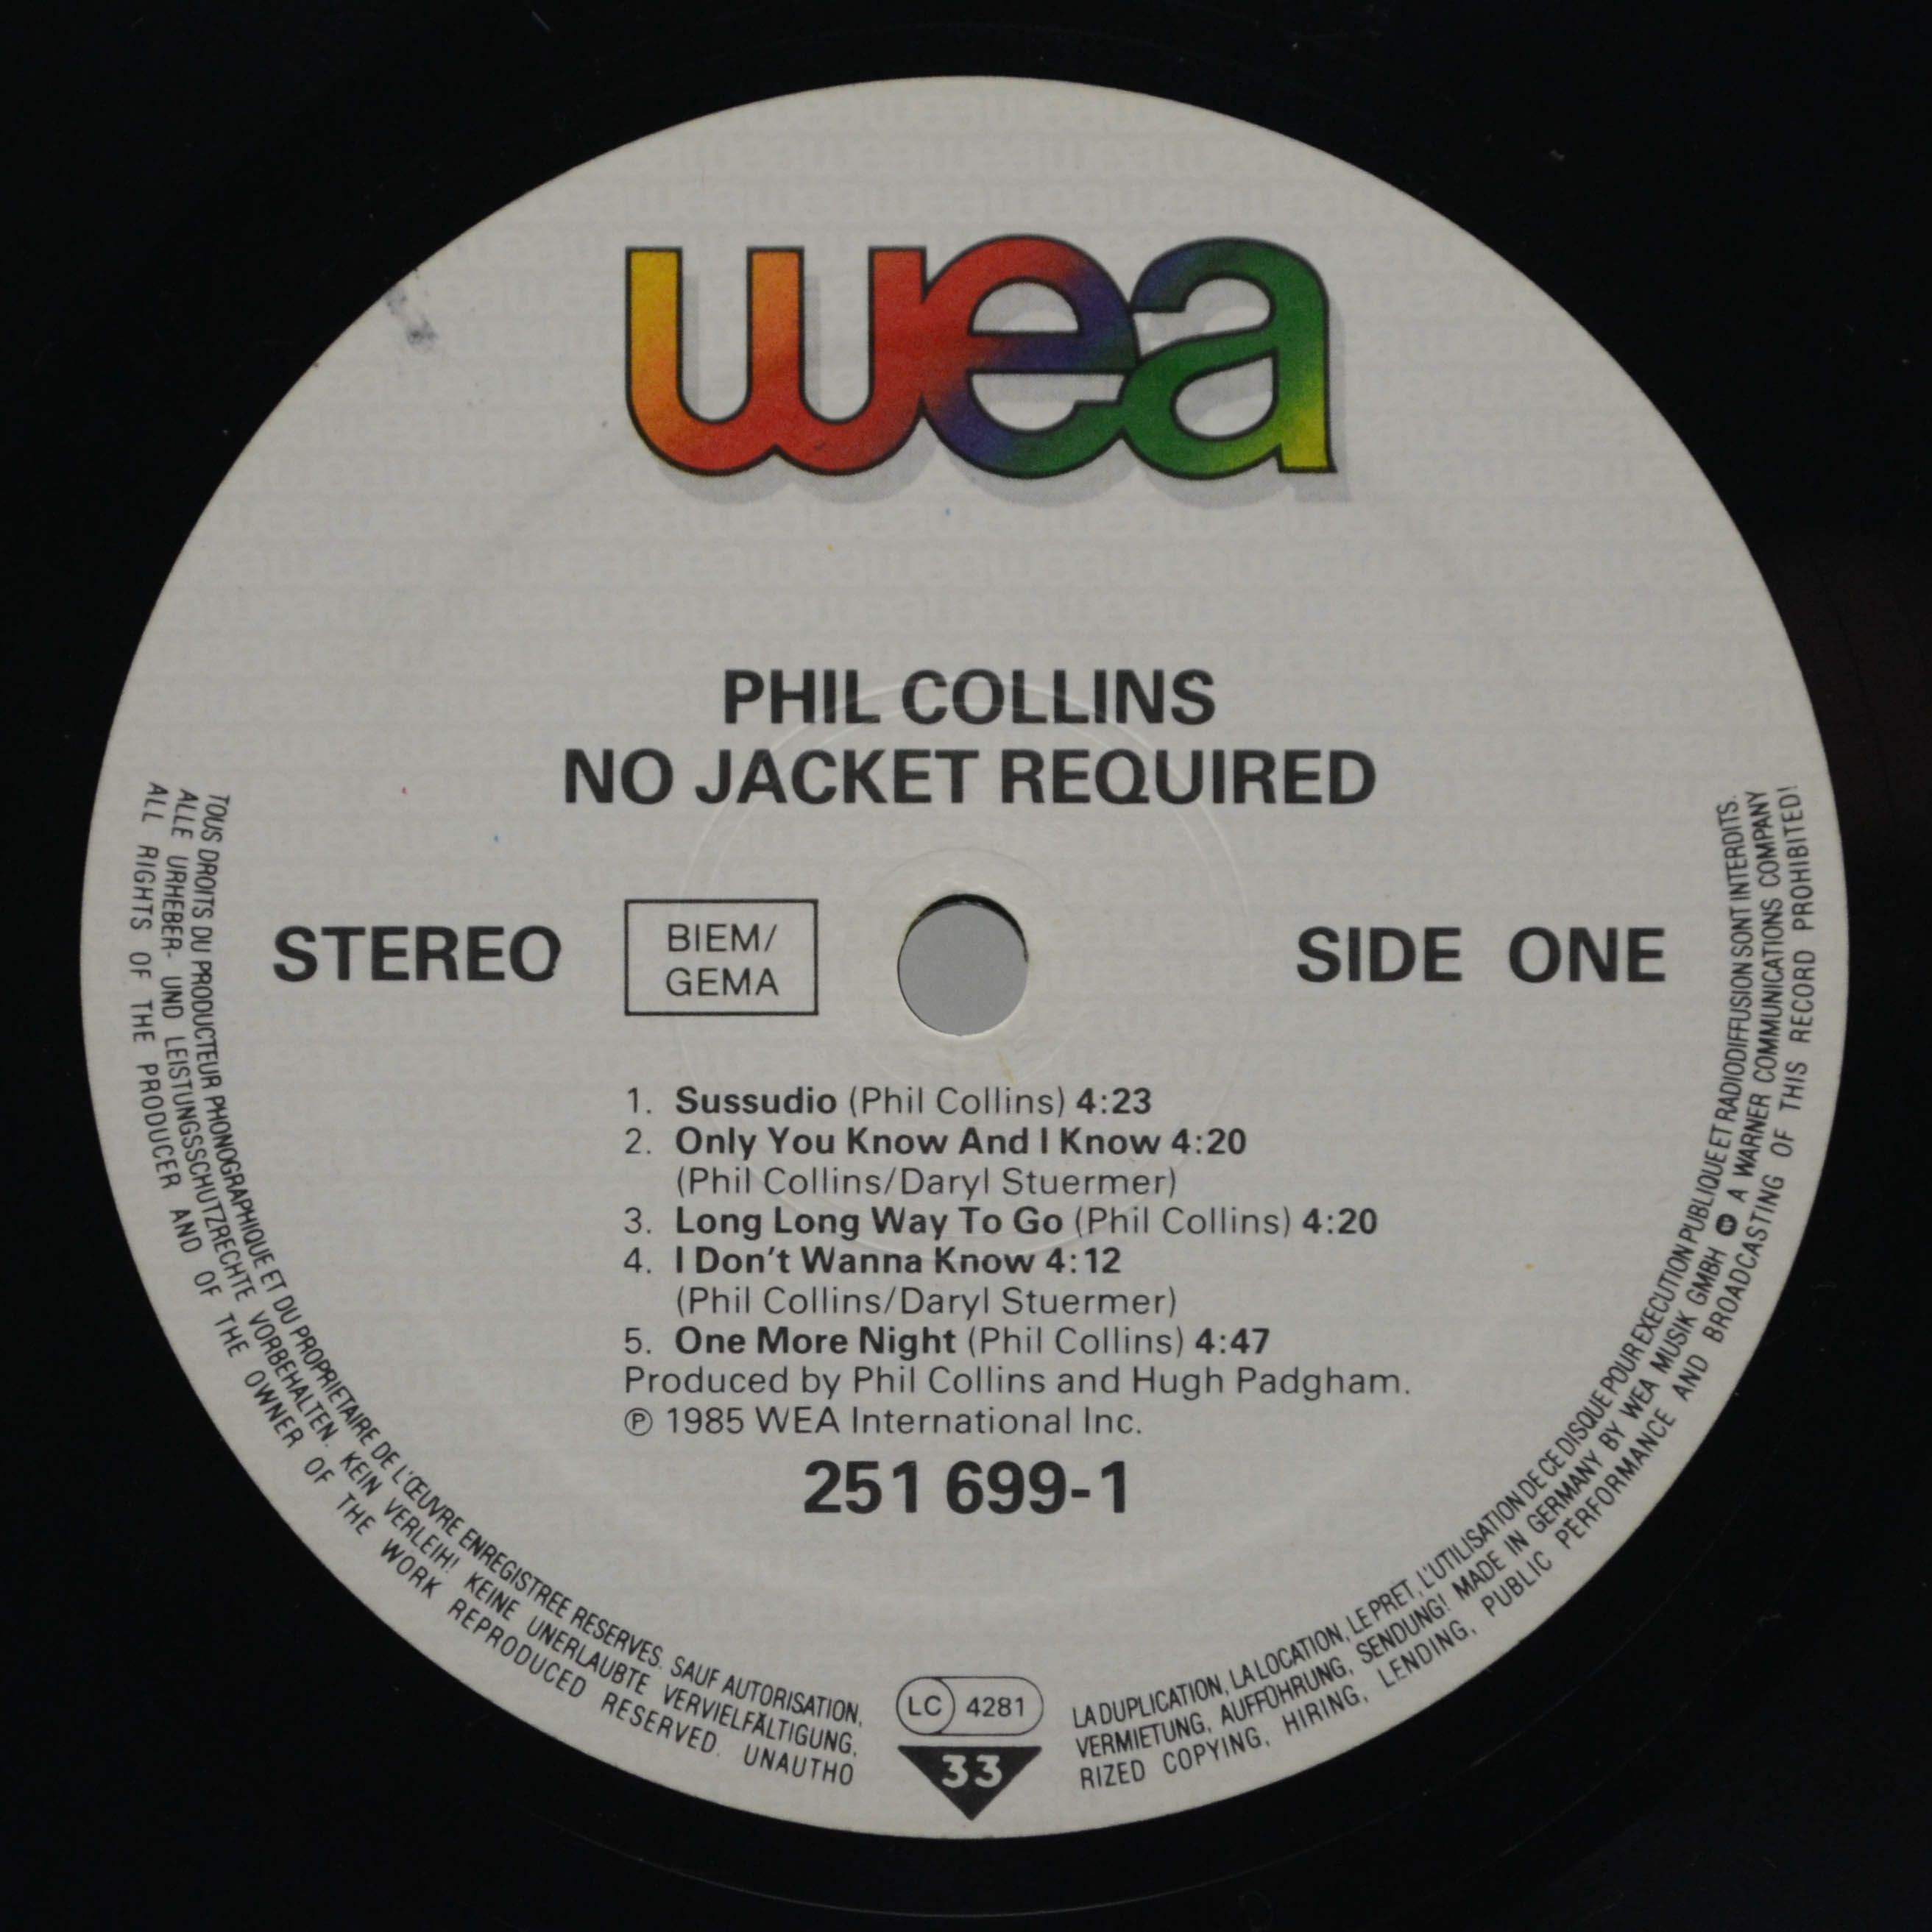 wea
PHIL COLLINS
NO JACKET REQUIRED
STEREO
BIEM/
GEMA
SIDE ONE
1. Sussudio (Phil Collins) 4:23
2. Only You Know And I Know 4:20
(Phil Collins/Daryl Stuermer)
3. Long Long Way To Go (Phil Collins) 4:20
4. I Don't Wanna Know 4:12
(Phil Collins/Daryl Stuermer)
5. One More Night (Phil Collins) 4:47
Produced by Phil Collins and Hugh Padgham.
℗ 1985 WEA International Inc.
251 699-1
TOUS DROITS DU PRODUCTEUR PHONOGRAPHIQUE ET DU PROPRIETAIRE DE L'ŒUVRE ENREGISTREE RESERVES. SAUF AUTORISATION, LA DUPLICATION, LA LOCATION, LE PRET, L'UTILISATION DE CE DISQUE POUR EXECUTION PUBLIQUE ET RADIODIFFUSION SONT INTERDITS.
ALLE URHEBER- UND LEISTUNGSSCHUTZRECHTE VORBEHALTEN. KEIN VERLEIH! KEINE UNERLAUBTE VERVIELFÄLTIGUNG, VERMIETUNG, AUFFÜHRUNG, SENDUNG! MADE IN GERMANY BY WEA MUSIK GMBH A WARNER COMMUNICATIONS COMPANY
ALL RIGHTS OF THE PRODUCER AND OF THE OWNER OF THE WORK REPRODUCED RESERVED. UNAUTHORIZED COPYING, HIRING, LENDING, PUBLIC PERFORMANCE AND BROADCASTING OF THIS RECORD PROHIBITED!
LC 4281
33